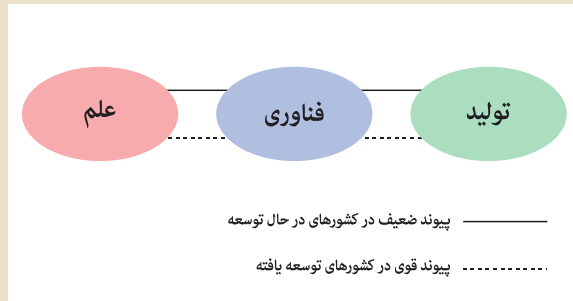 تولید
فناوری
علم
پیوند ضعیف در کشورهای در حال توسعه
پیوند قوی در کشورهای توسعه یافته